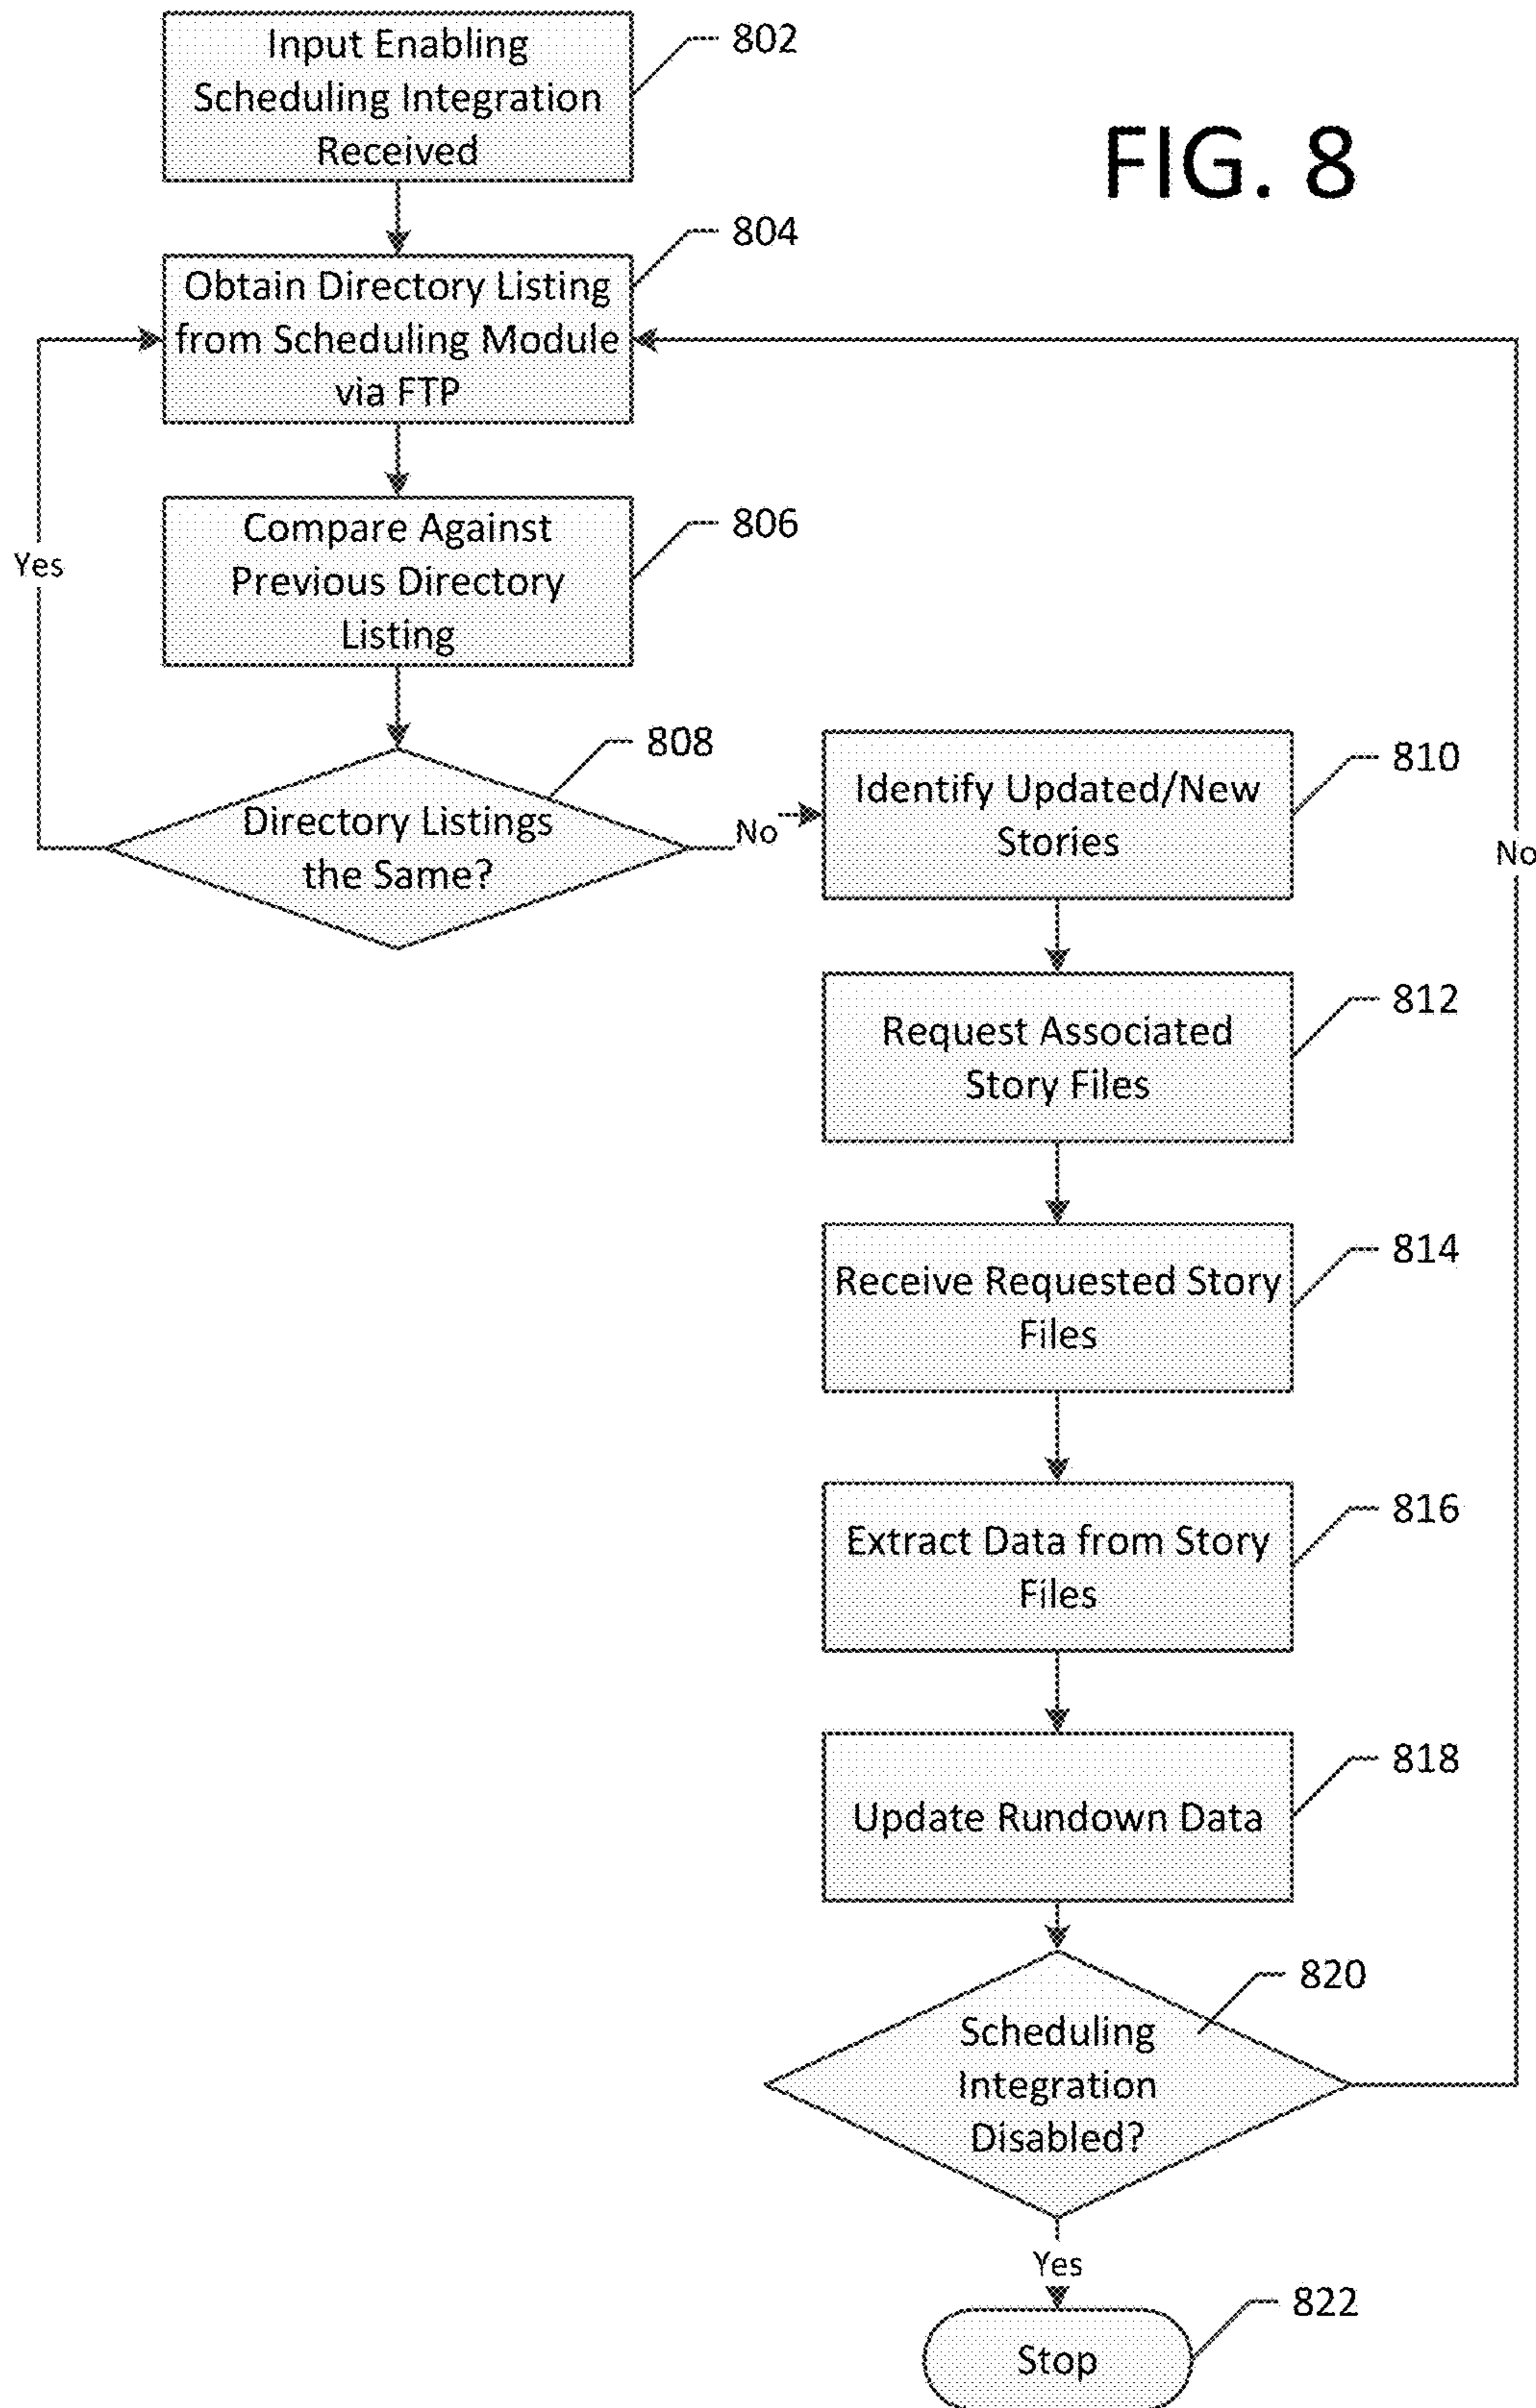 Input Enabling
Scheduling Integration
Received
802
FIG. 8
804
Obtain Directory Listing
from Scheduling Module
via FTP
Compare Against
Previous Directory
Listing
806
Yes
808
Directory Listings
the Same?
No
Identify Updated/New
Stories
810
No
Request Associated
Story Files
812
Receive Requested Story
Files
814
Extract Data from Story
Files
816
Update Rundown Data
818
820
Scheduling
Integration
Disabled?
Yes
822
Stop